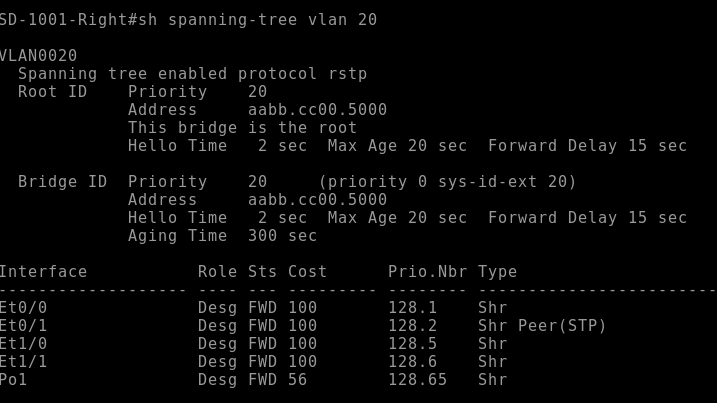 SD-1001-Right#sh spanning-tree vlan 20
VLAN0020
  Spanning tree enabled protocol rstp
  Root ID    Priority    20
             Address     aabb.cc00.5000
             This bridge is the root
             Hello Time   2 sec  Max Age 20 sec  Forward Delay 15 sec
  Bridge ID  Priority    20     (priority 0 sys-id-ext 20)
             Address     aabb.cc00.5000
             Hello Time   2 sec  Max Age 20 sec  Forward Delay 15 sec
             Aging Time  300 sec
Interface           Role Sts Cost      Prio.Nbr Type
------------------- ---- --- --------- -------- ------------------------
Et0/0               Desg FWD 100       128.1    Shr
Et0/1               Desg FWD 100       128.2    Shr Peer(STP)
Et1/0               Desg FWD 100       128.5    Shr
Et1/1               Desg FWD 100       128.6    Shr
Po1                 Desg FWD 56        128.65   Shr